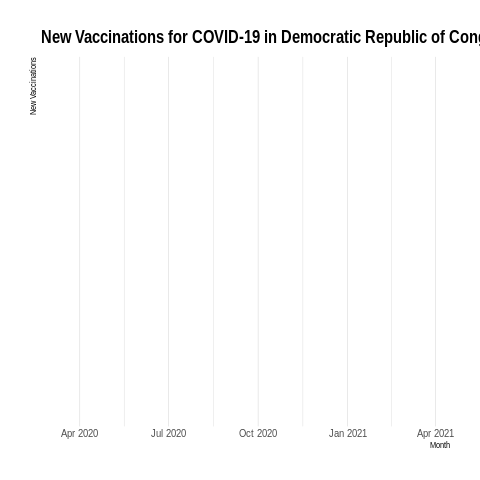 New Vaccinations for COVID-19 in Democratic Republic of Cong
New Vaccinations
Apr 2020 Jul 2020 Oct 2020 Jan 2021 Apr 2021
Month